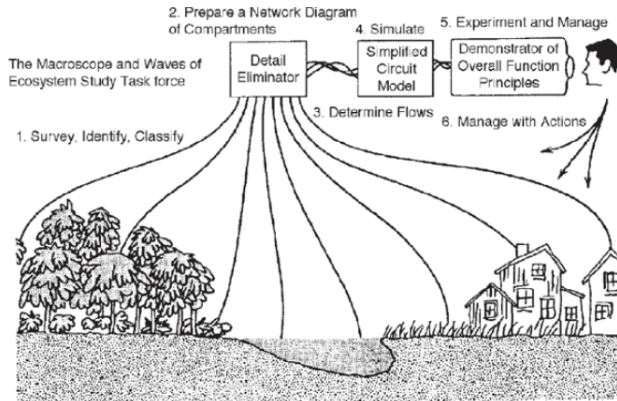 2. Prepare a Network Diagram
of Compartments
4. Simulate
5. Experiment and Manage
The Macroscope and Waves of
Ecosystem Study Task force
Detail
Eliminator
Simplified
Circuit
Model
Demonstrator of
Overall Function
Principles
1. Survey, Identify, Classify
3. Determine Flows
6. Manage with Actions